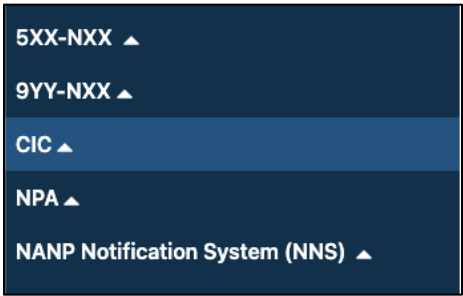 5XX-NXX
9YY-NXX
CIC
NPA
NANP Notification System (NNS)